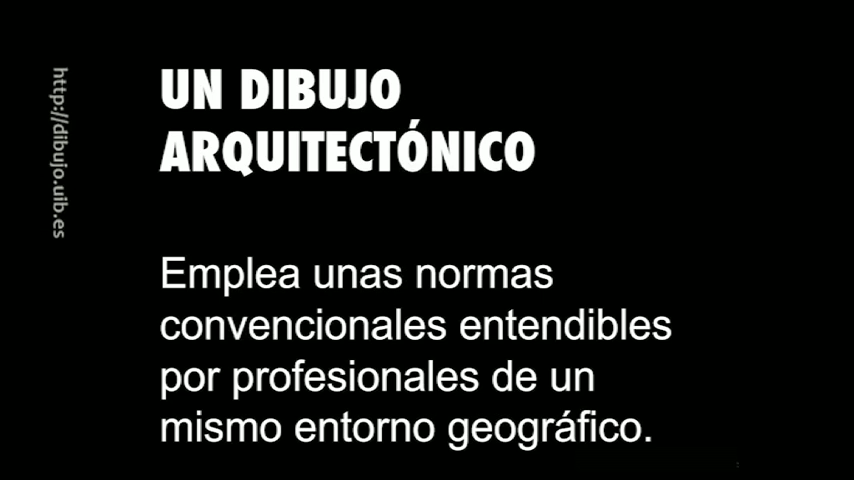 http://dibujo.uib.es
UN DIBUJO
ARQUITECTÓNICO
Emplea unas normas
convencionales entendibles
por profesionales de un
mismo entorno geográfico.